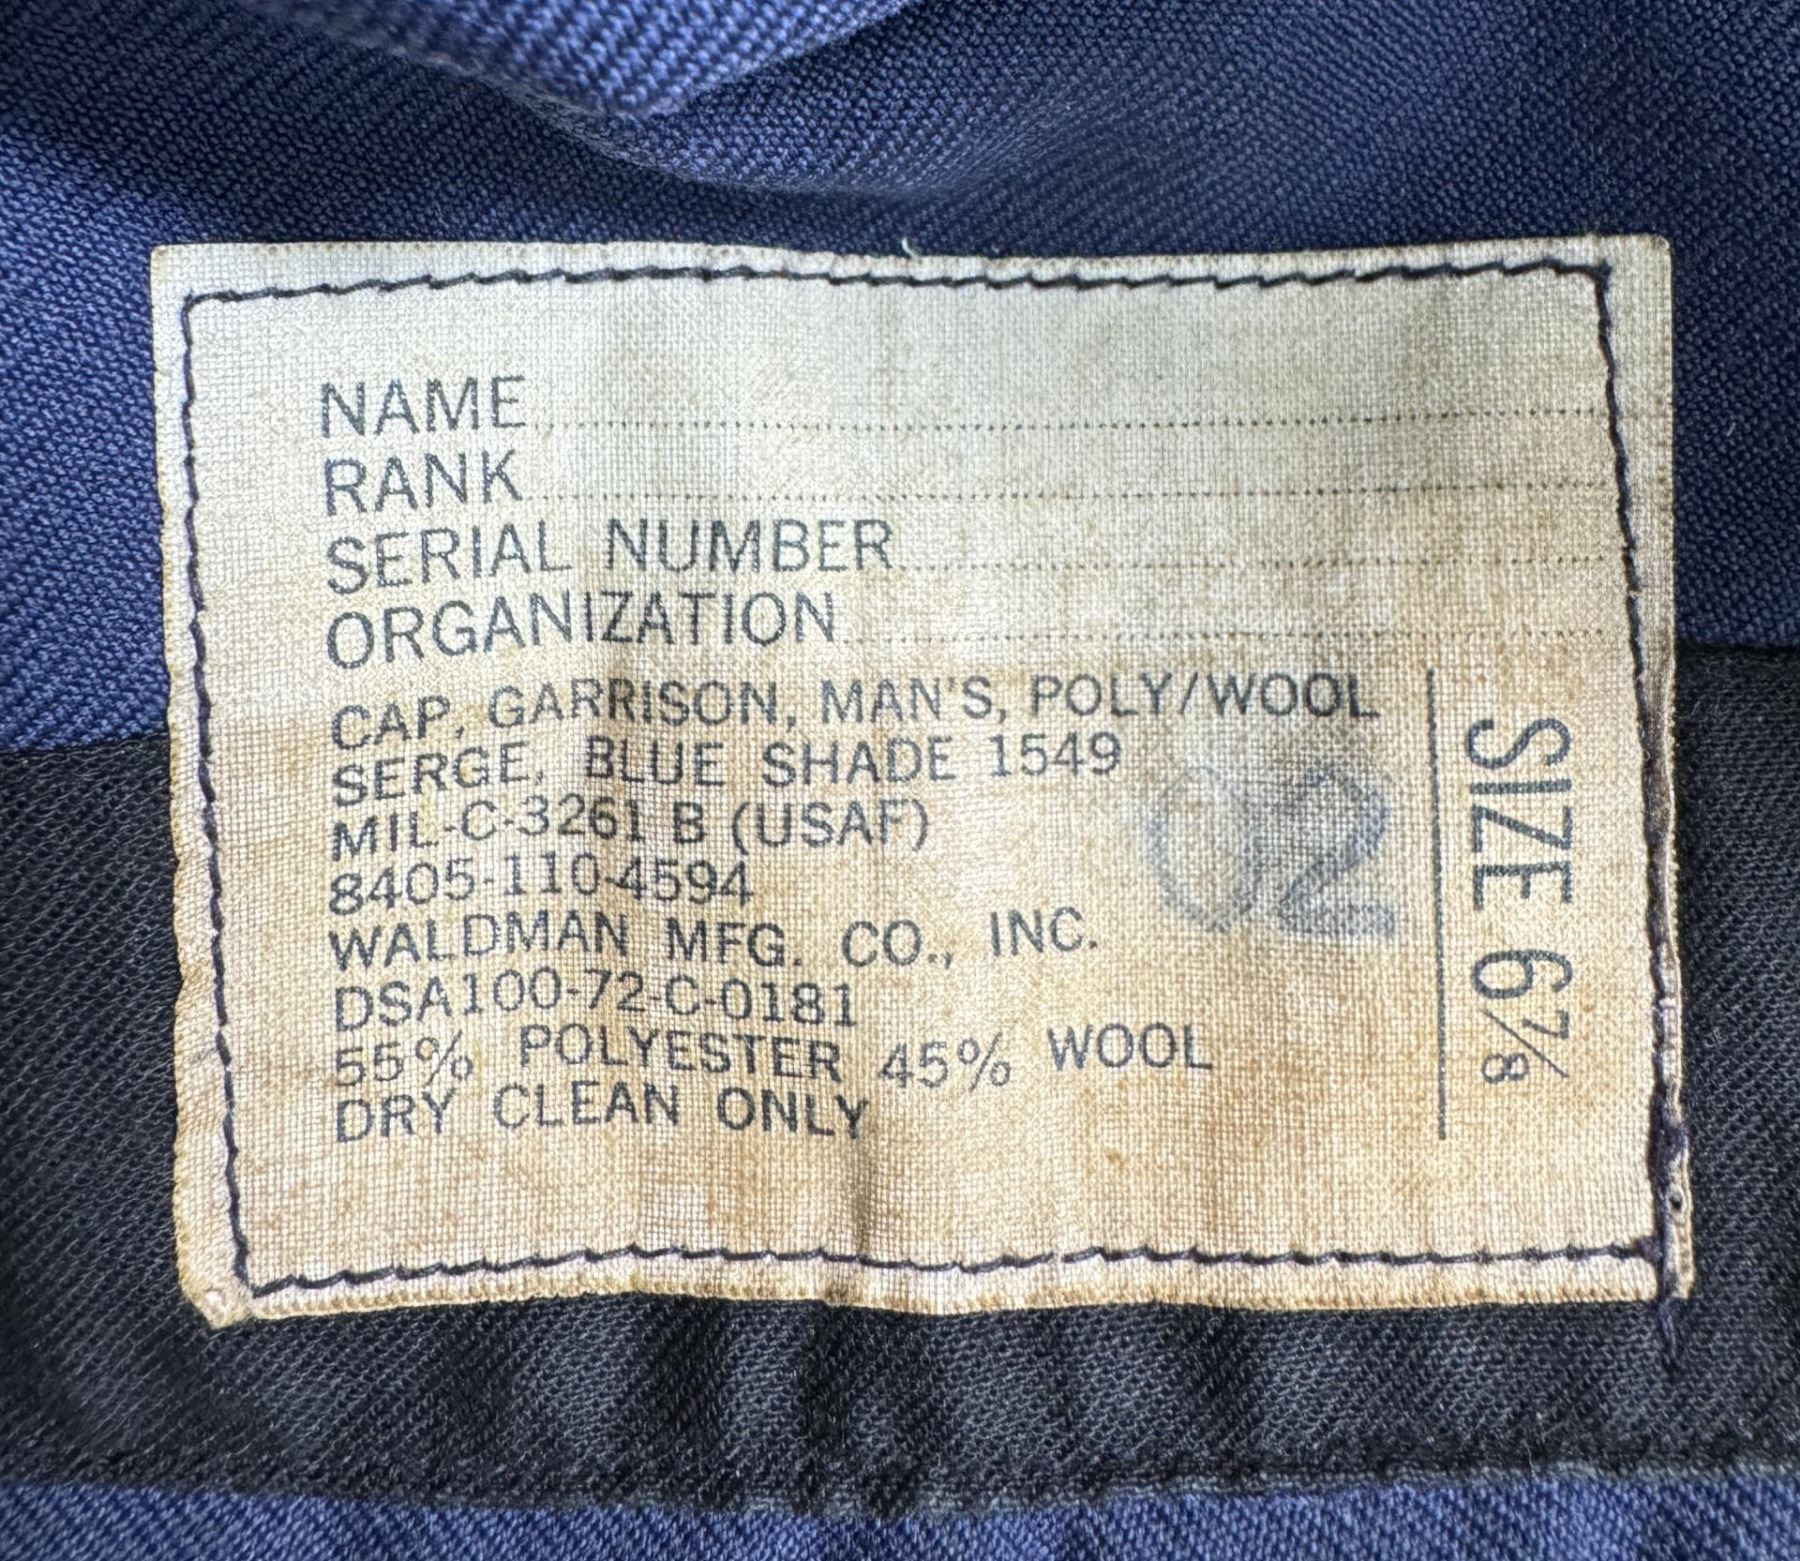 NAME
RANK
SERIAL NUMBER
ORGANIZATION
CAP, GARRISON, MAN'S, POLY/WOOL
SERGE, BLUE SHADE 1549
MIL-C-3261 B (USAF)
8405-110-4594
WALDMAN MFG. CO., INC.
DSA100-72-C-0181
55% POLYESTER 45% WOOL
DRY CLEAN ONLY
02
SIZE 6⅞